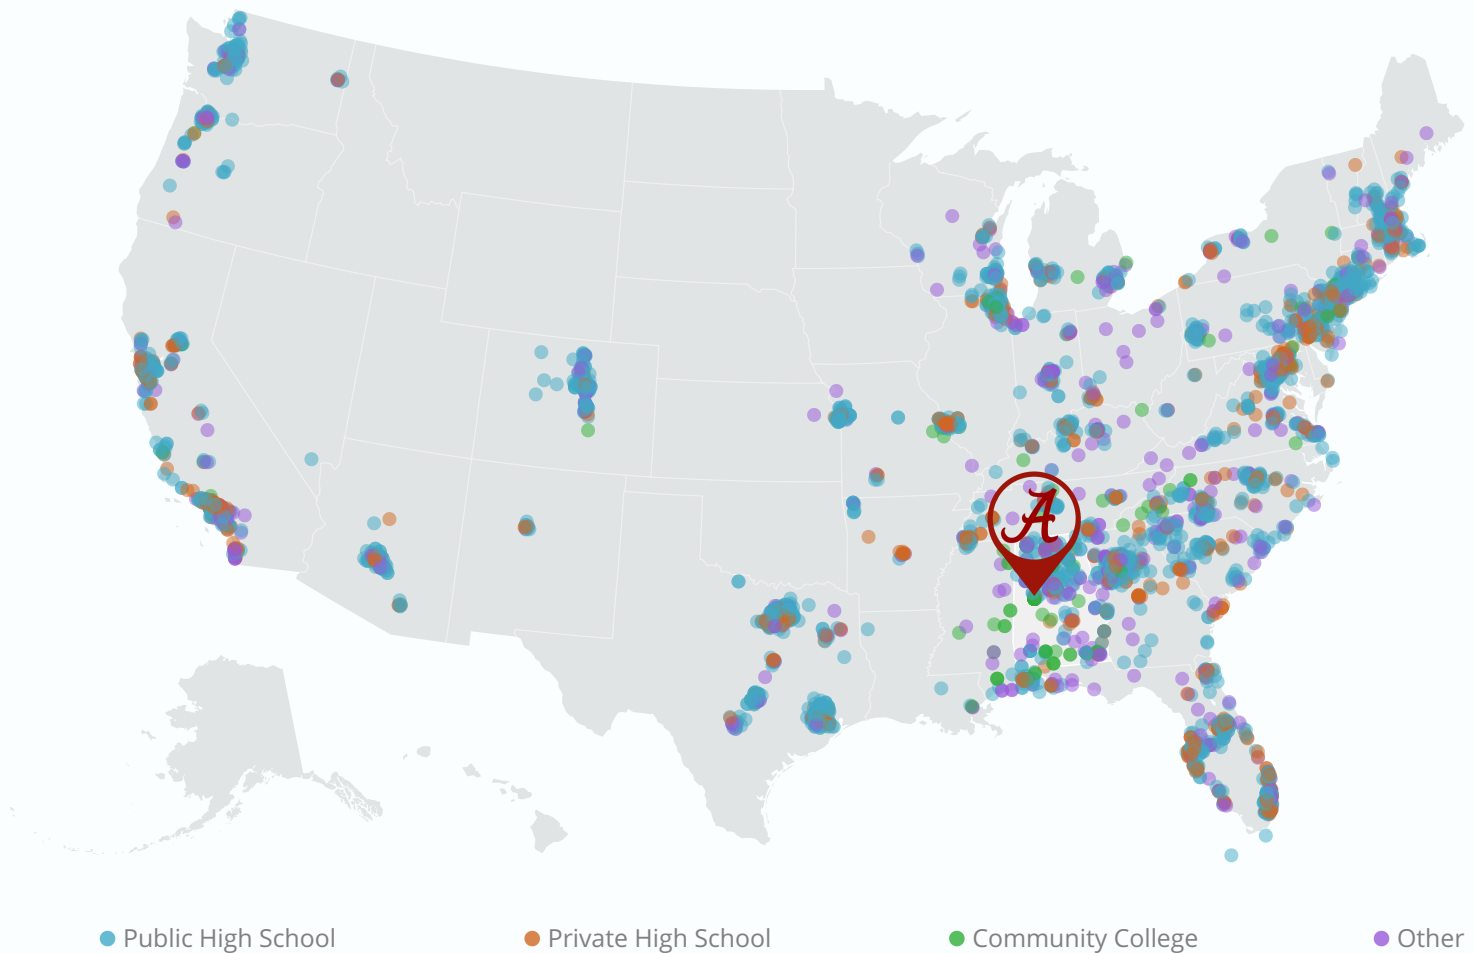 A
Public High School
Private High School
Community College
Other